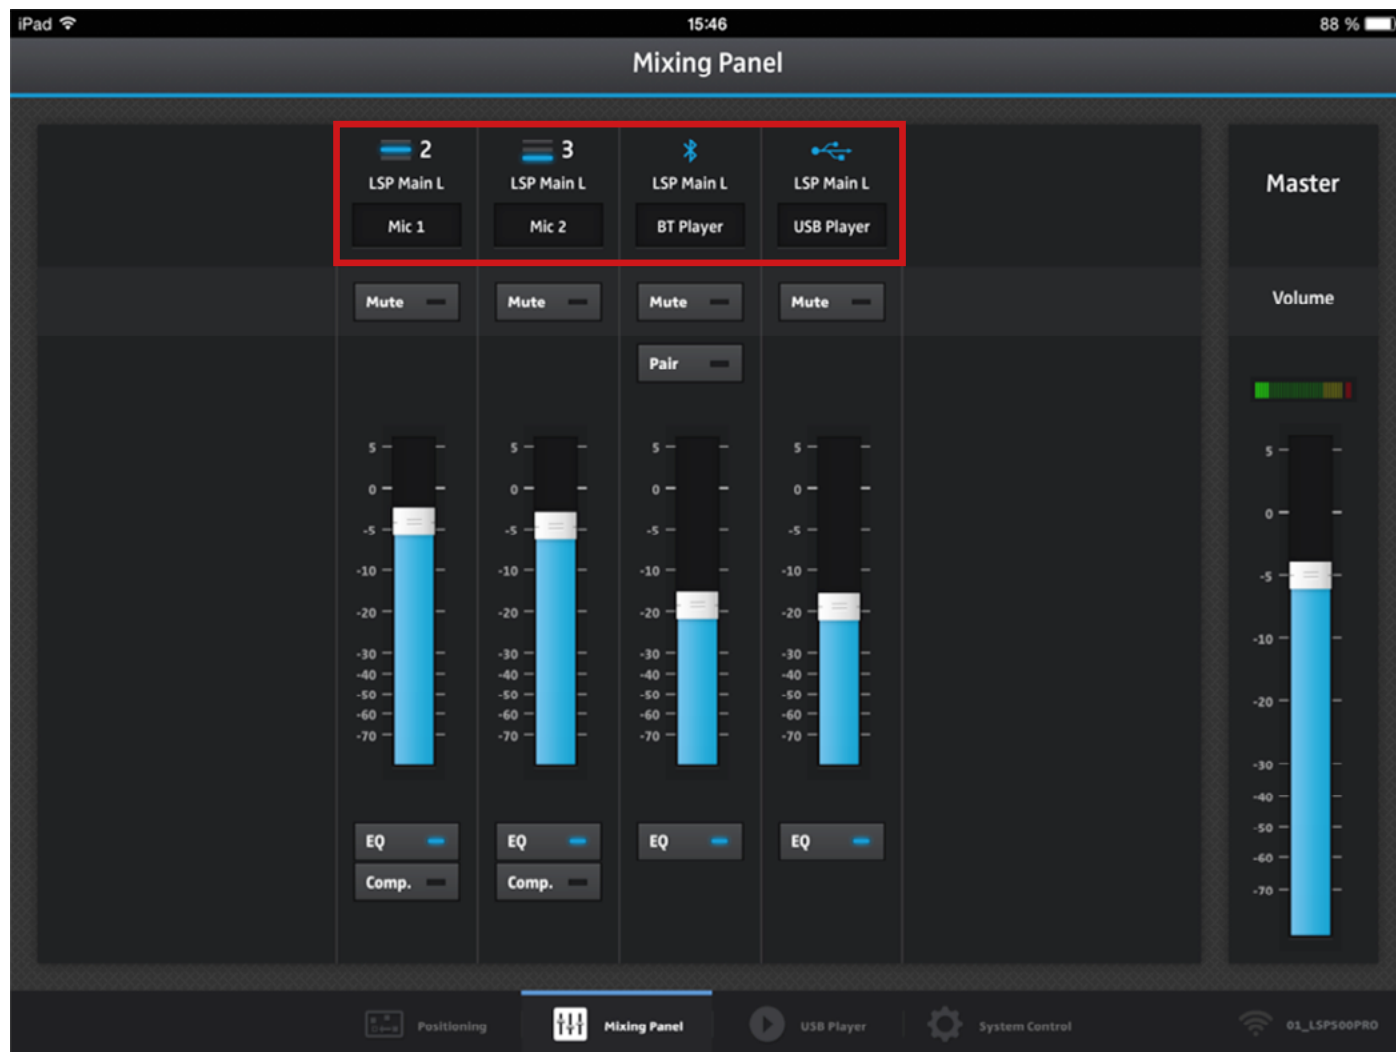 iPad 15:46 88 %
Mixing Panel
2 3
LSP Main L LSP Main L LSP Main L LSP Main L Master
Mic 1 Mic 2 BT Player USB Player
Mute Mute Mute Mute Volume
Pair
5 5 5 5 5
0 0 0 0 0
-5 -5 -5 -5 -5
-10 -10 -10 -10 -10
-20 -20 -20 -20 -20
-30 -30 -30 -30 -30
-40 -40 -40 -40 -40
-50 -50 -50 -50 -50
-60 -60 -60 -60 -60
-70 -70 -70 -70 -70
EQ EQ EQ EQ
Comp. Comp.
Positioning Mixing Panel USB Player System Control 01_LSP500PRO